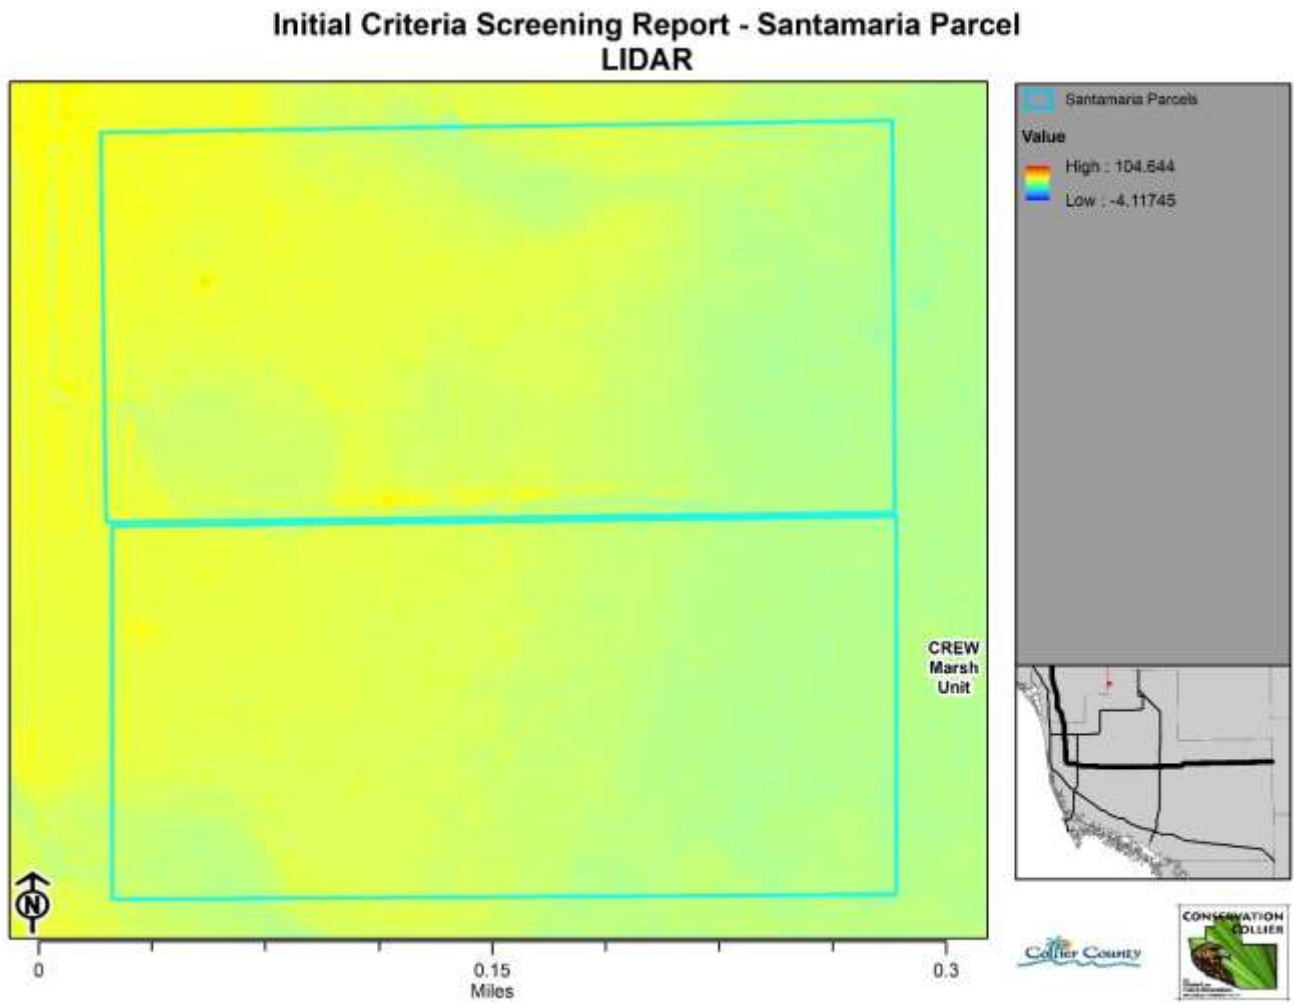 Initial Criteria Screening Report - Santamaria Parcel
LIDAR
Santamaria Parcels
Value
High : 104.644
Low : -4.11745
CREW
Marsh
Unit
N
0
0.15
0.3
Miles
Collier County
CONSERVATION
COLLIER